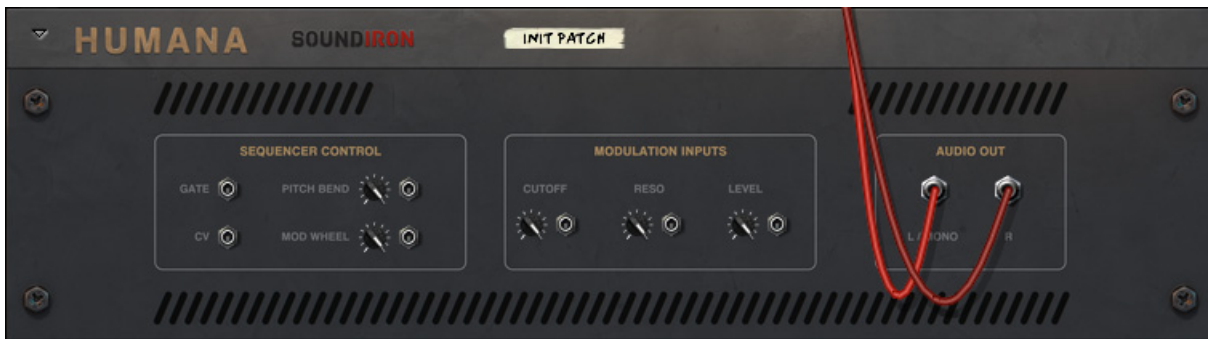 HUMANA SOUNDIRON INIT PATCH
SEQUENCER CONTROL MODULATION INPUTS AUDIO OUT
GATE PITCH BEND CUTOFF RESO LEVEL
CV MOD WHEEL L / MONO R